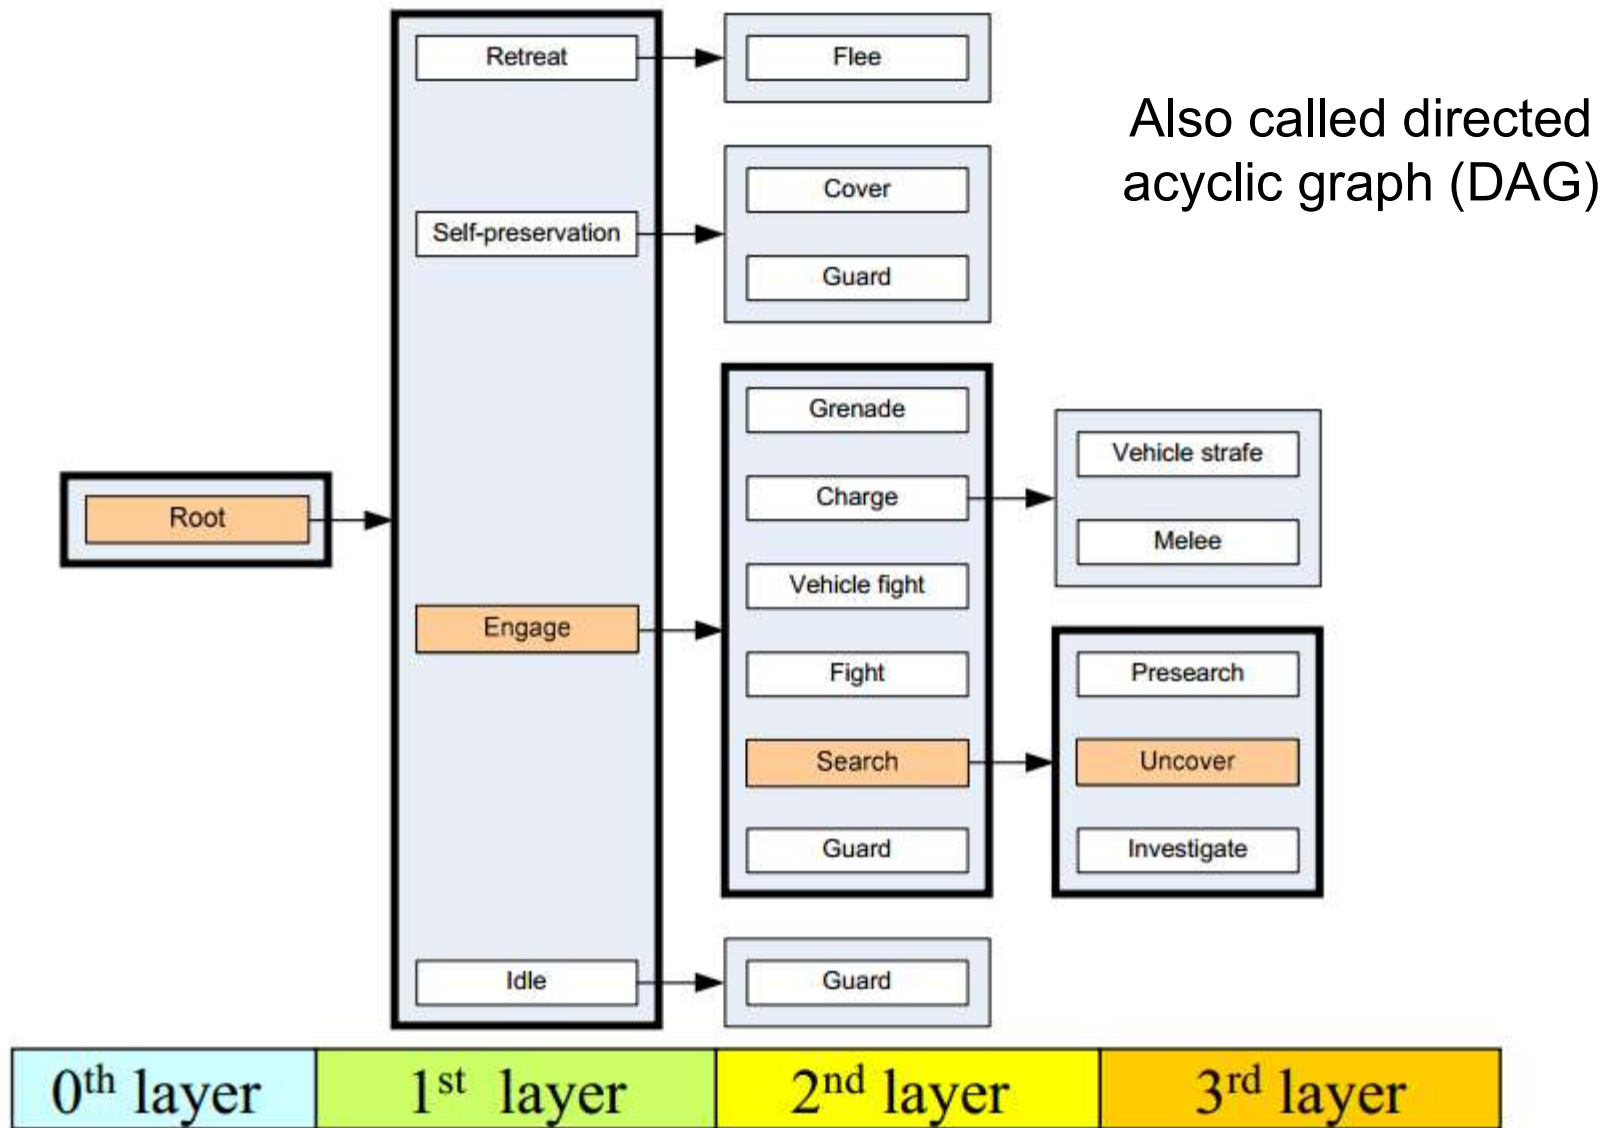 Retreat
Flee
Also called directed
acyclic graph (DAG)
Self-preservation
Cover
Guard
Root
Engage
Grenade
Charge
Vehicle fight
Fight
Search
Guard
Vehicle strafe
Melee
Presearch
Uncover
Investigate
Idle
Guard
0th layer
1st layer
2nd layer
3rd layer